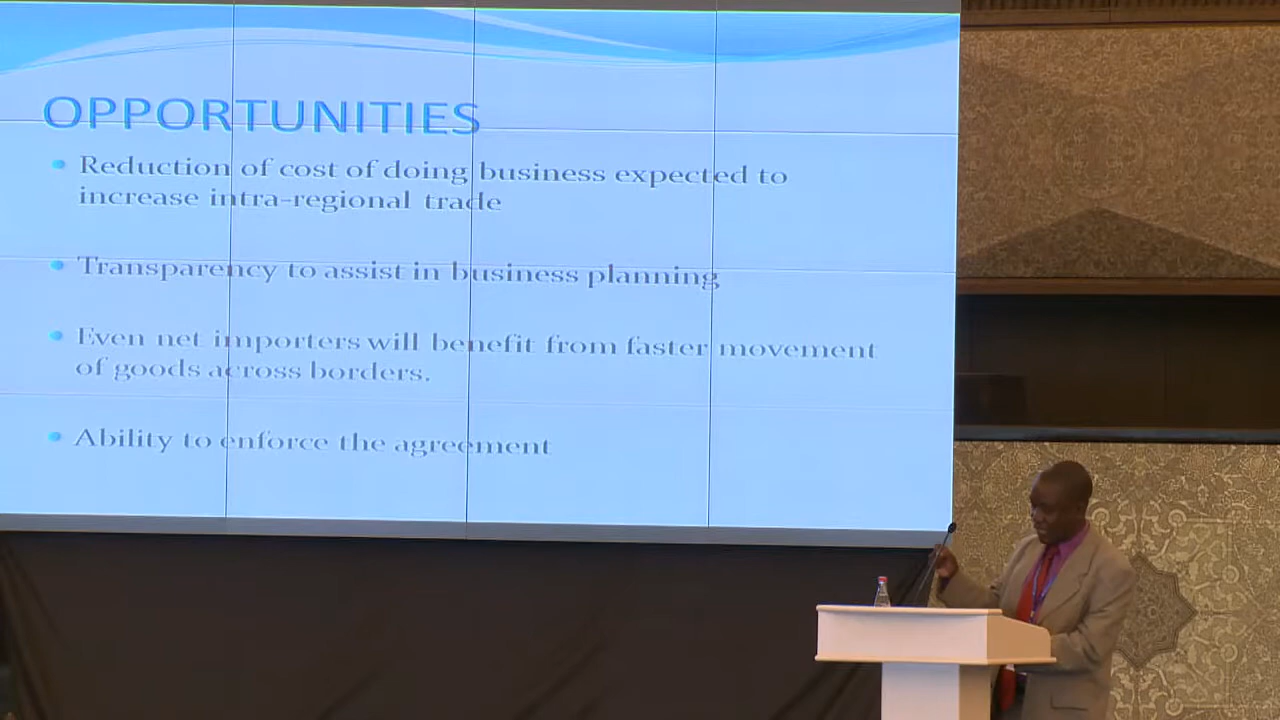 OPPORTUNITIES
• Reduction of cost of doing business expected to
increase intra-regional trade
• Transparency to assist in business planning
• Even net importers will benefit from faster movement
of goods across borders.
• Ability to enforce the agreement